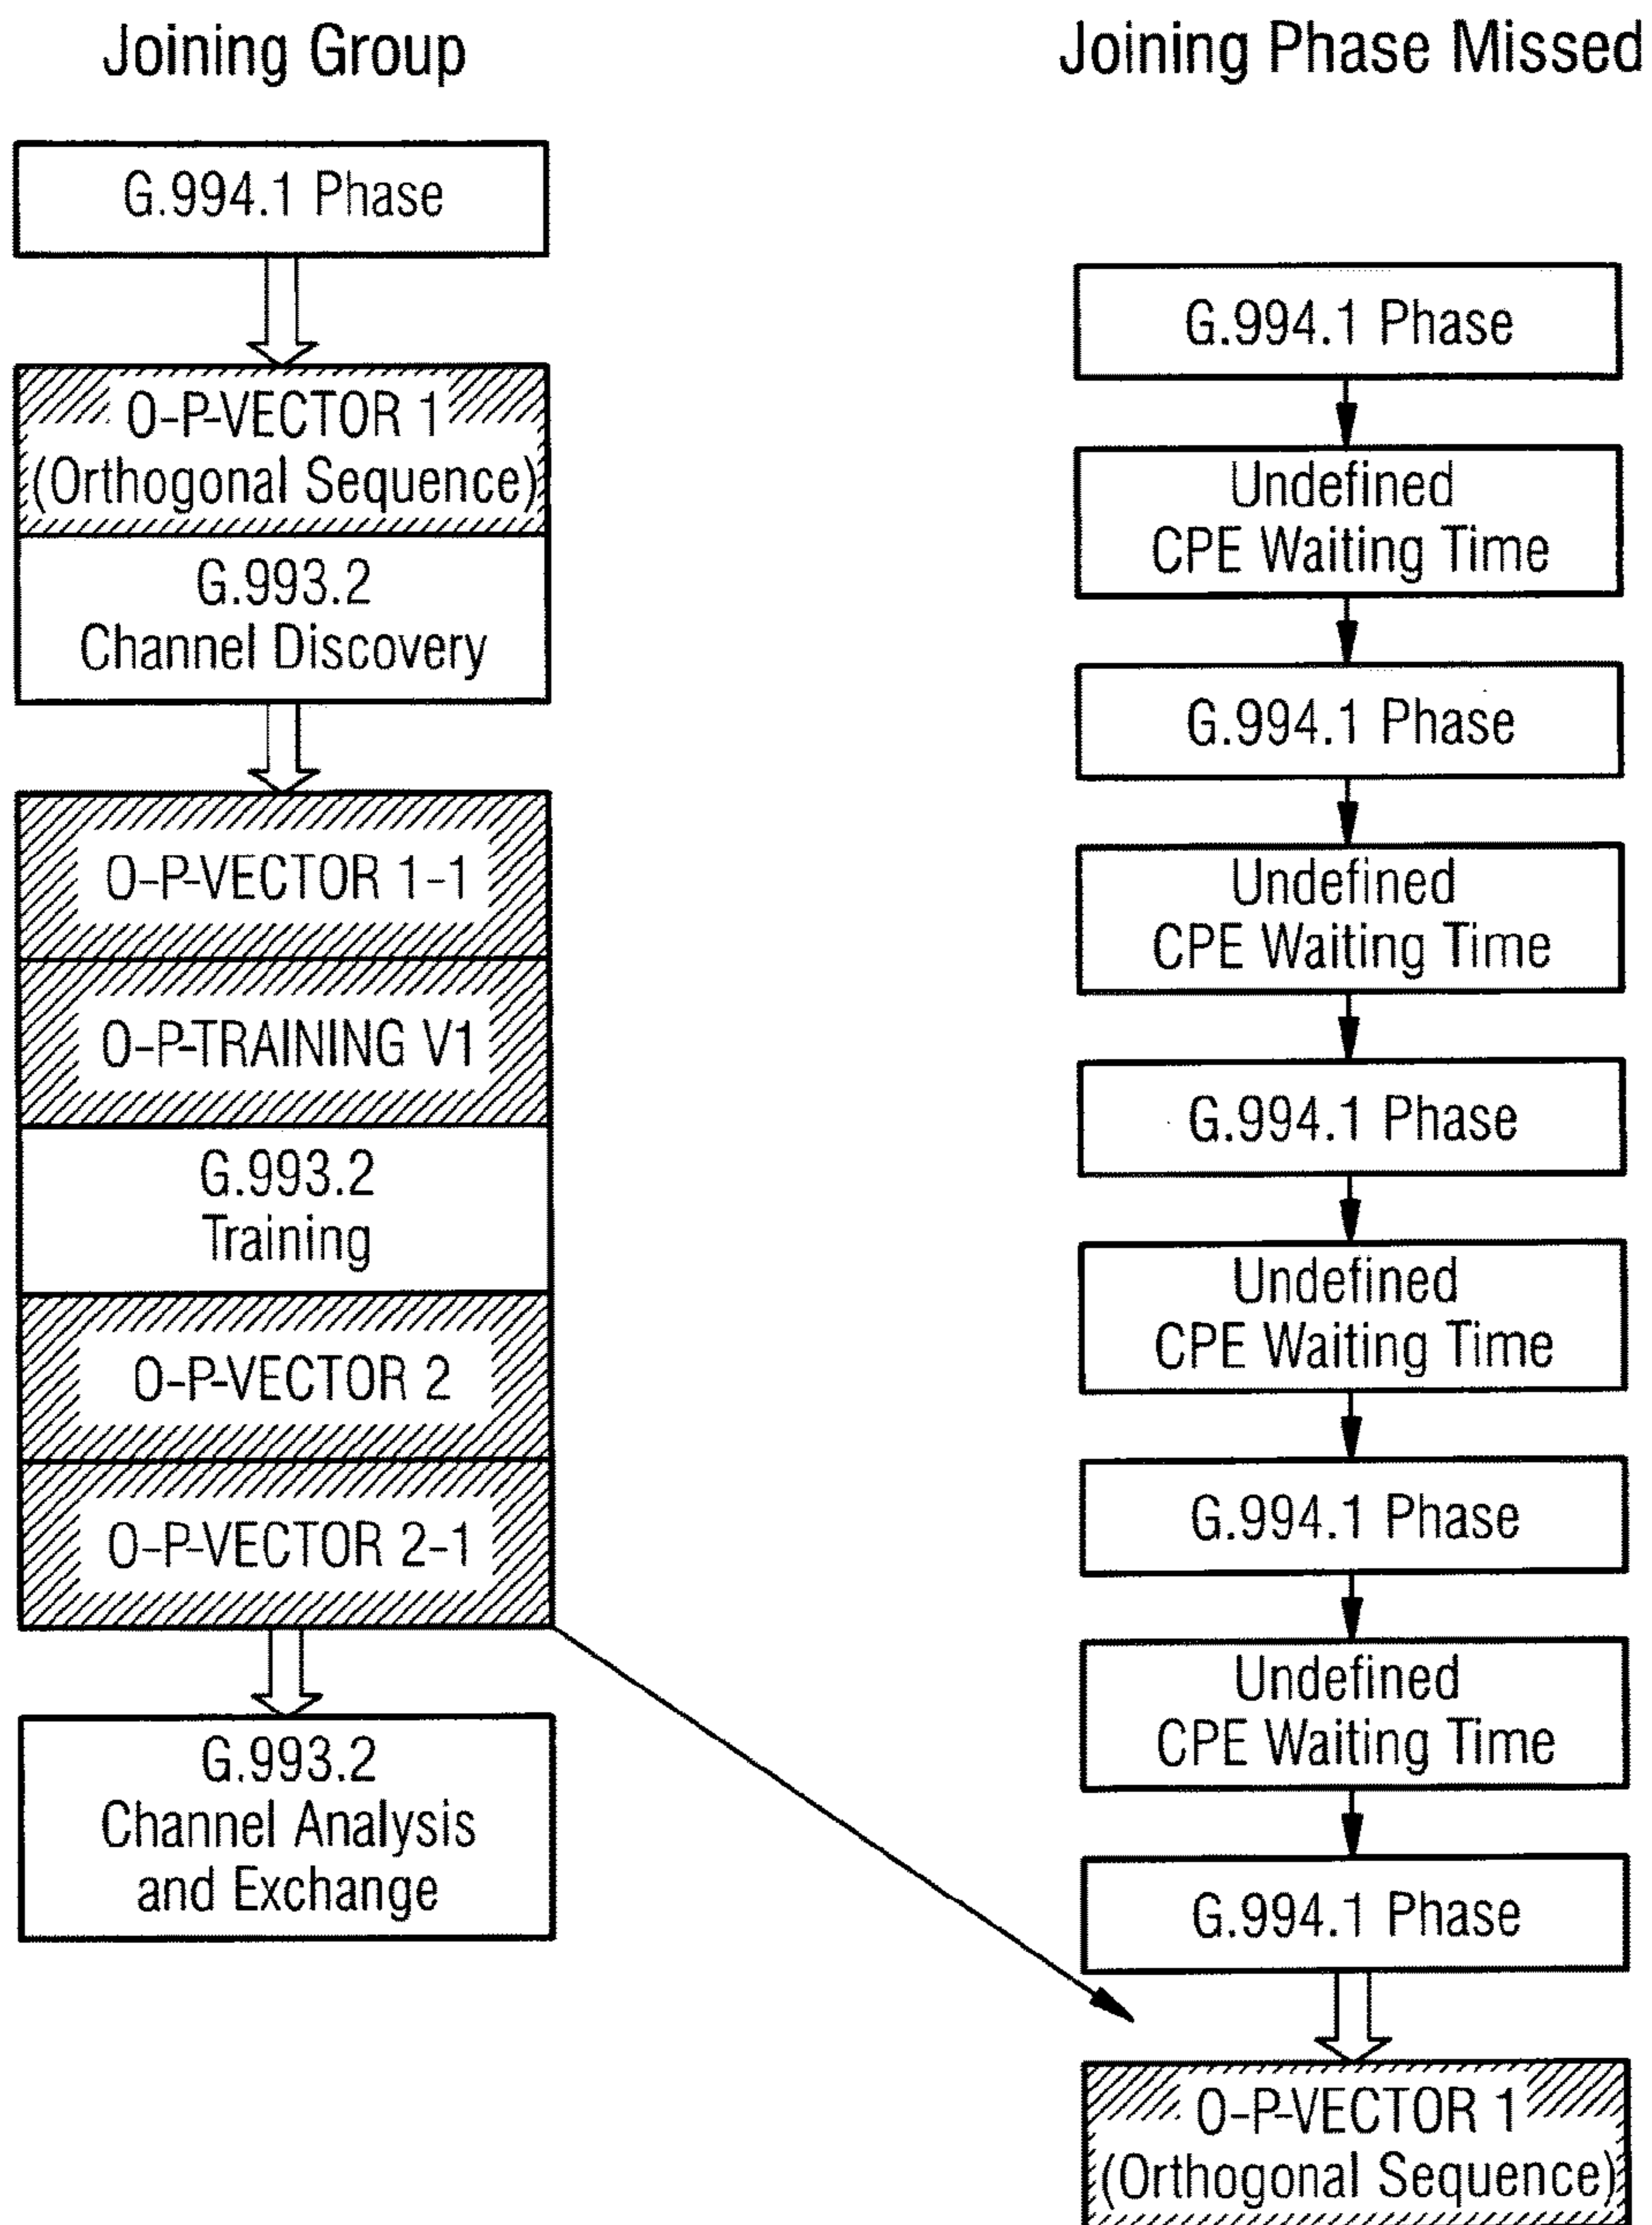 Joining Group
G.994.1 Phase
O-P-VECTOR 1
(Orthogonal Sequence)
G.993.2
Channel Discovery
O-P-VECTOR 1-1
O-P-TRAINING V1
G.993.2
Training
O-P-VECTOR 2
O-P-VECTOR 2-1
G.993.2
Channel Analysis
and Exchange
Joining Phase Missed
G.994.1 Phase
Undefined
CPE Waiting Time
G.994.1 Phase
Undefined
CPE Waiting Time
G.994.1 Phase
Undefined
CPE Waiting Time
G.994.1 Phase
Undefined
CPE Waiting Time
G.994.1 Phase
O-P-VECTOR 1
(Orthogonal Sequence)